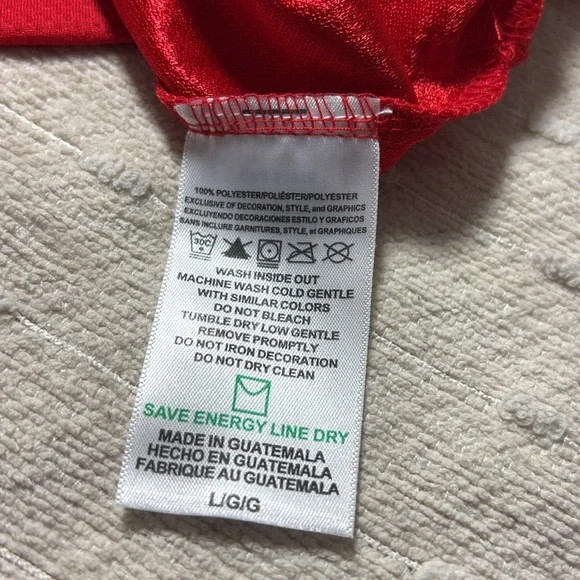 100% POLYESTER/POLIÉSTER/POLYESTER
EXCLUSIVE OF DECORATION, STYLE, and GRAPHICS
EXCLUYENDO DECORACIONES ESTILO Y GRAFICOS
SANS INCLURE GARNITURES, STYLE, et GRAPHIQUES
30C
WASH INSIDE OUT
MACHINE WASH COLD GENTLE
WITH SIMILAR COLORS
DO NOT BLEACH
TUMBLE DRY LOW GENTLE
REMOVE PROMPTLY
DO NOT IRON DECORATION
DO NOT DRY CLEAN
SAVE ENERGY LINE DRY
MADE IN GUATEMALA
HECHO EN GUATEMALA
FABRIQUE AU GUATEMALA
L/G/G